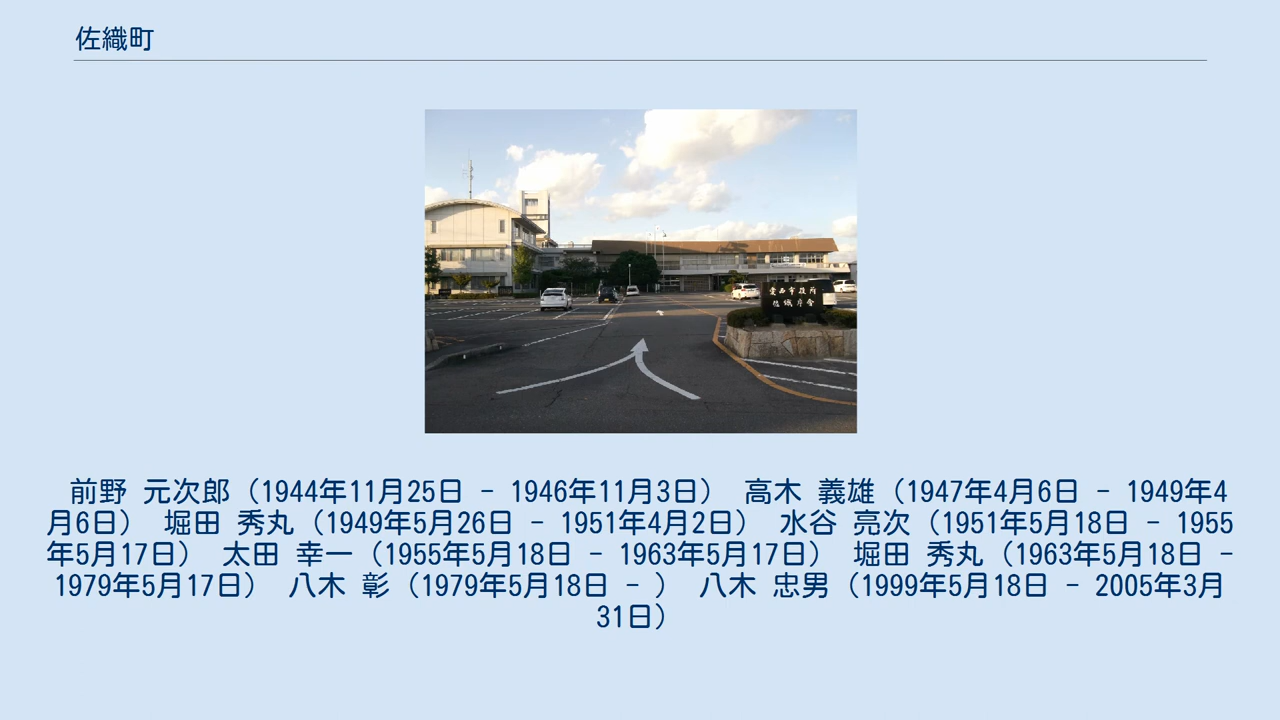 佐織町
愛西市役所
佐織庁舎
前野 元次郎（1944年11月25日 - 1946年11月3日） 高木 義雄（1947年4月6日 - 1949年4
月6日） 堀田 秀丸（1949年5月26日 - 1951年4月2日） 水谷 亮次（1951年5月18日 - 1955
年5月17日） 太田 幸一（1955年5月18日 - 1963年5月17日） 堀田 秀丸（1963年5月18日 -
1979年5月17日） 八木 彰（1979年5月18日 - ） 八木 忠男（1999年5月18日 - 2005年3月
31日）